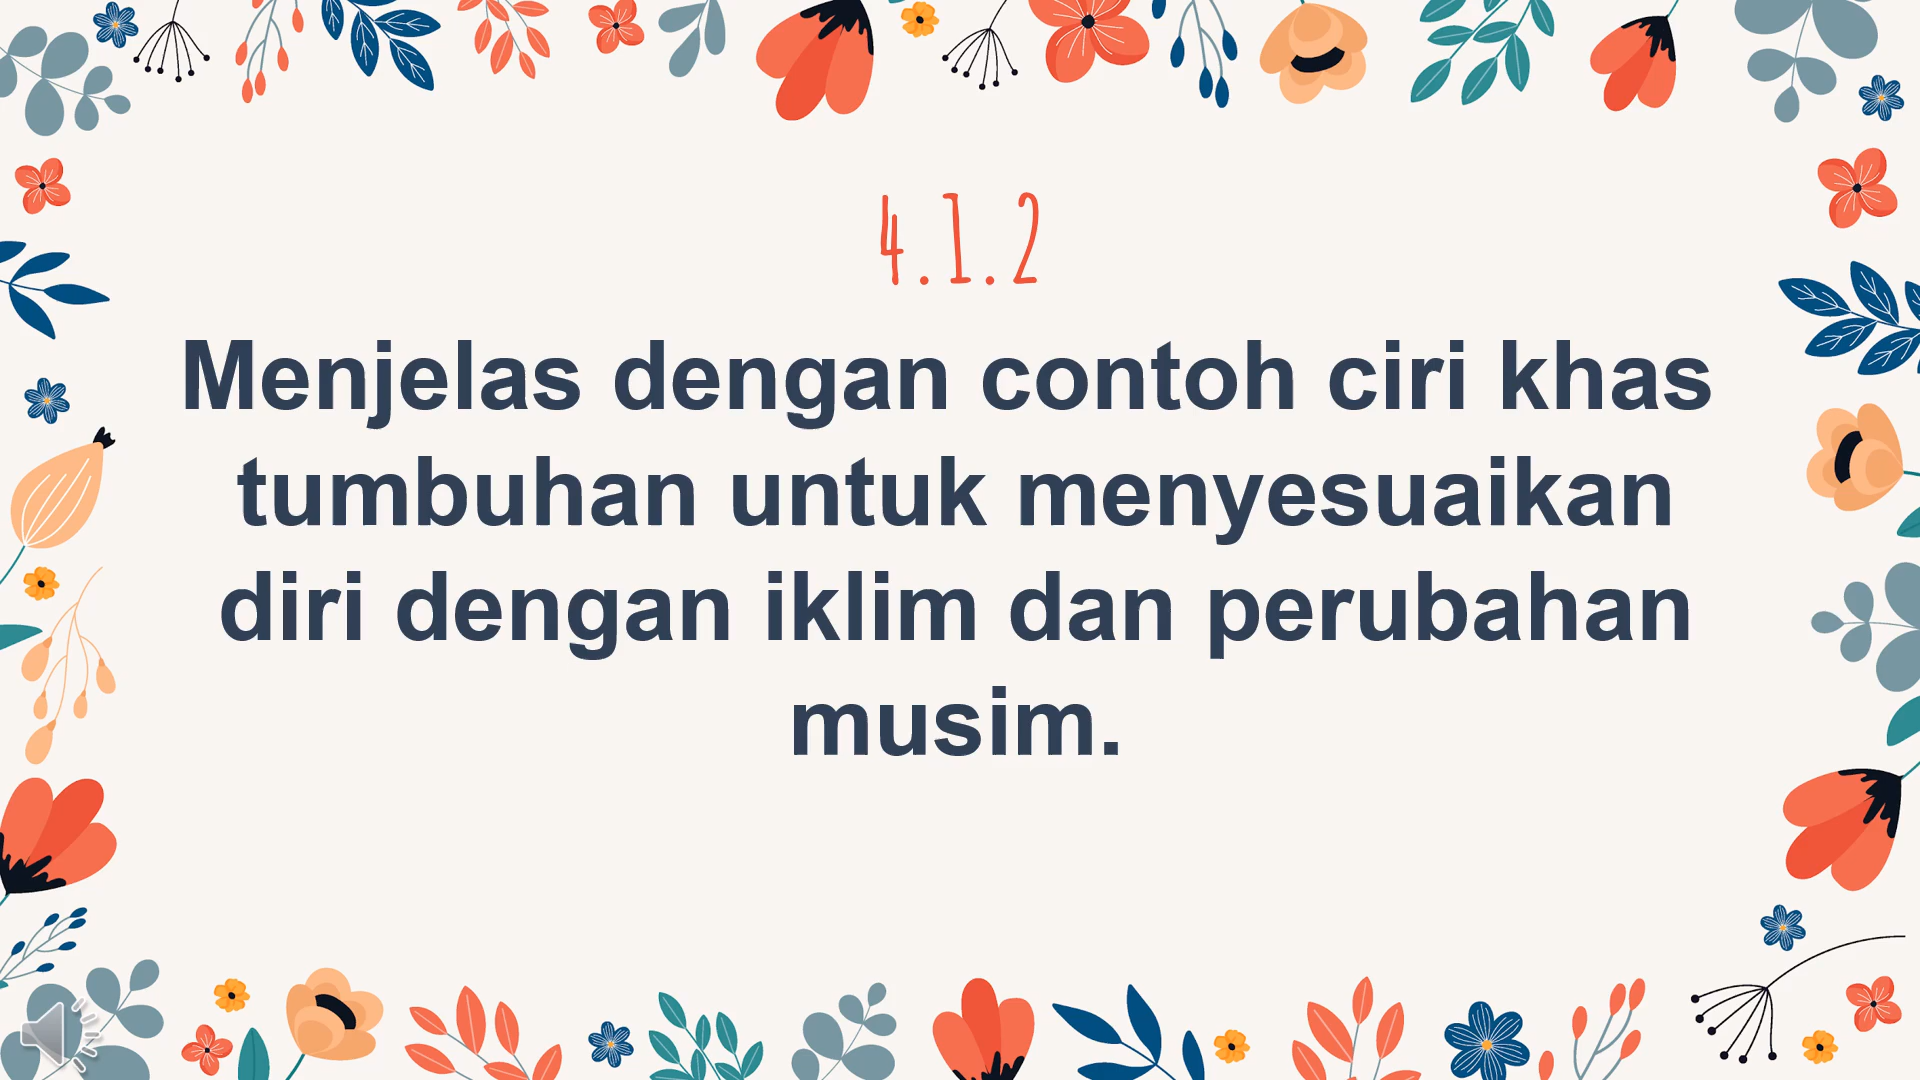 4.1.2
Menjelas dengan contoh ciri khas
tumbuhan untuk menyesuaikan
diri dengan iklim dan perubahan
musim.